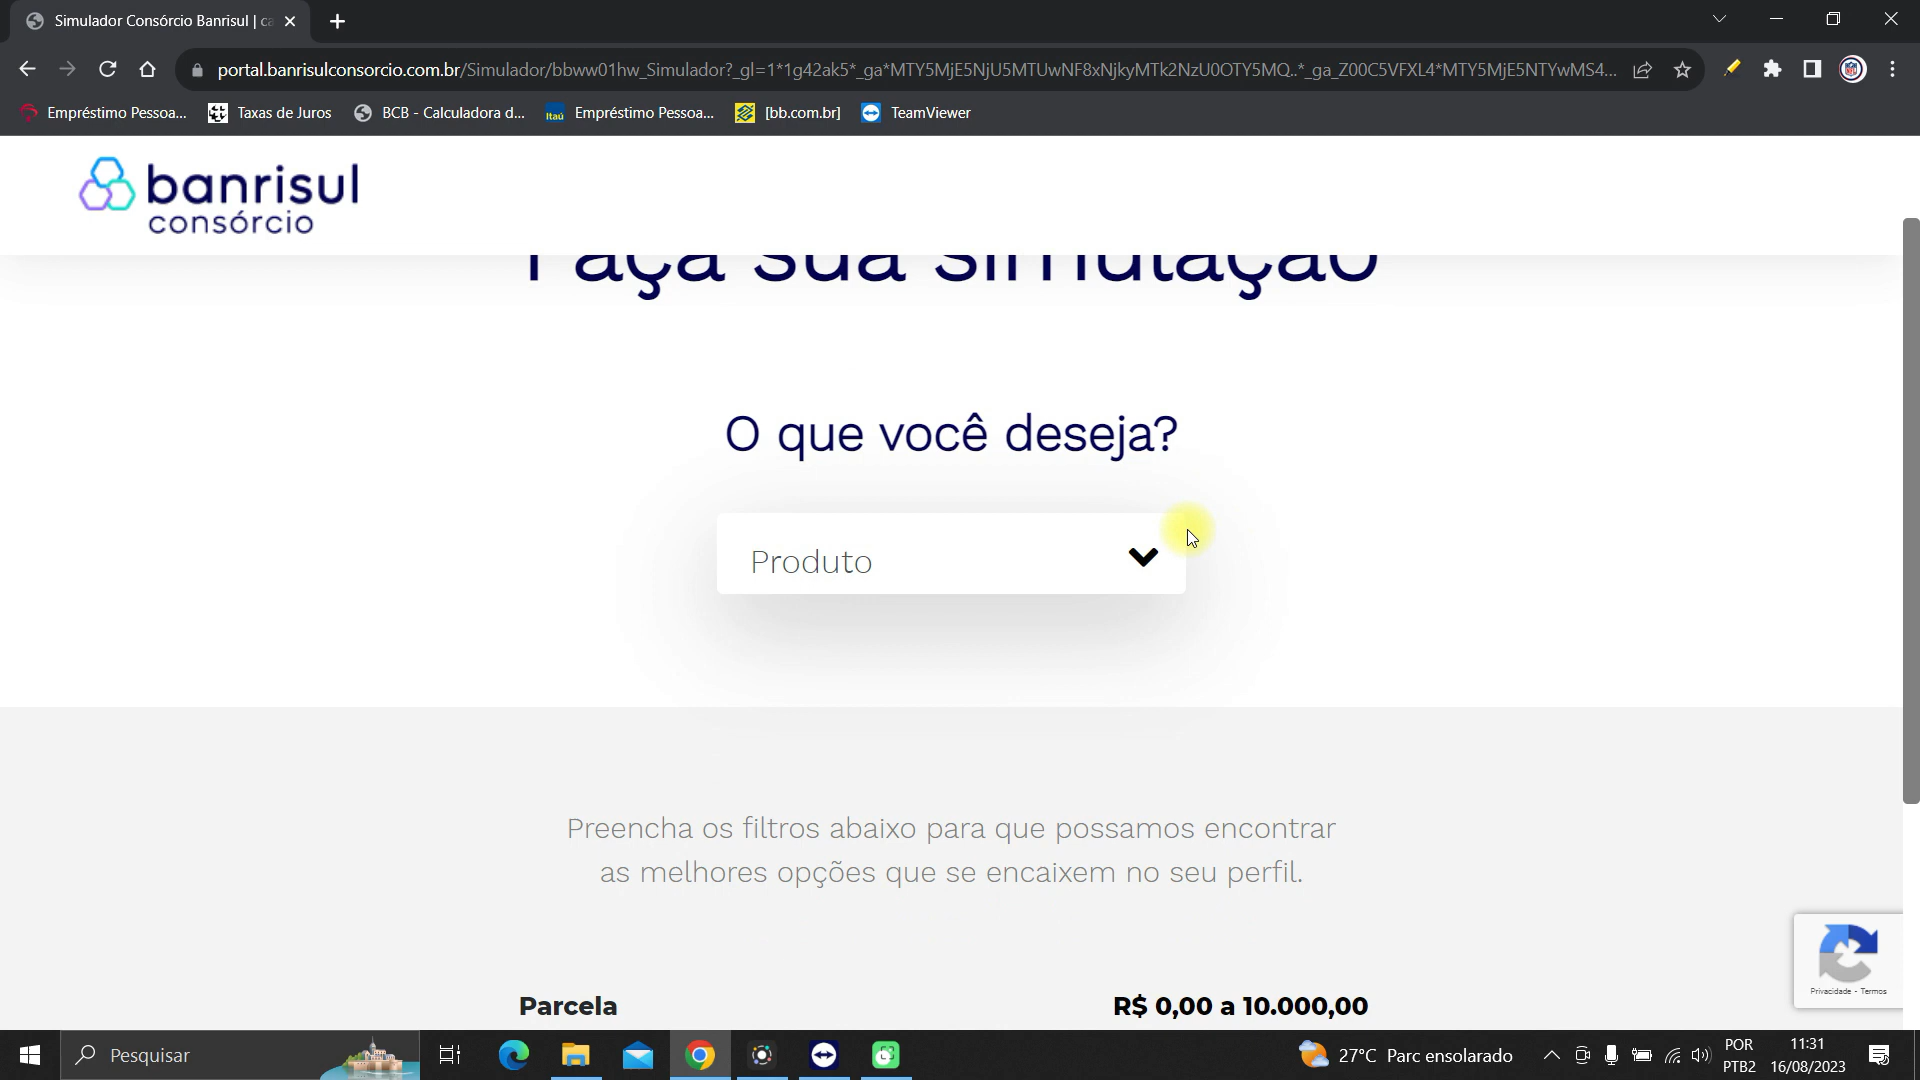 Simulador Consórcio Banrisul | ca
portal.banrisulconsorcio.com.br/Simulador/bbww01hw_Simulador?_gl=1*1g42ak5*_ga*MTY5MjE5NjU5MTUwNF8xNjkyMTk2NzU0OTY5MQ..*_ga_Z00C5VFXL4*MTY5MjE5NTYwMS4...
Empréstimo Pessoa...
Taxas de Juros
BCB - Calculadora d...
Itaú
Empréstimo Pessoa...
[bb.com.br]
TeamViewer
banrisul
consórcio
Faça sua simulação
O que você deseja?
Produto
Preencha os filtros abaixo para que possamos encontrar
as melhores opções que se encaixem no seu perfil.
Parcela
R$ 0,00 a 10.000,00
Privacidade - Termos
Pesquisar
27°C Parc ensolarado
POR
PTB2
11:31
16/08/2023